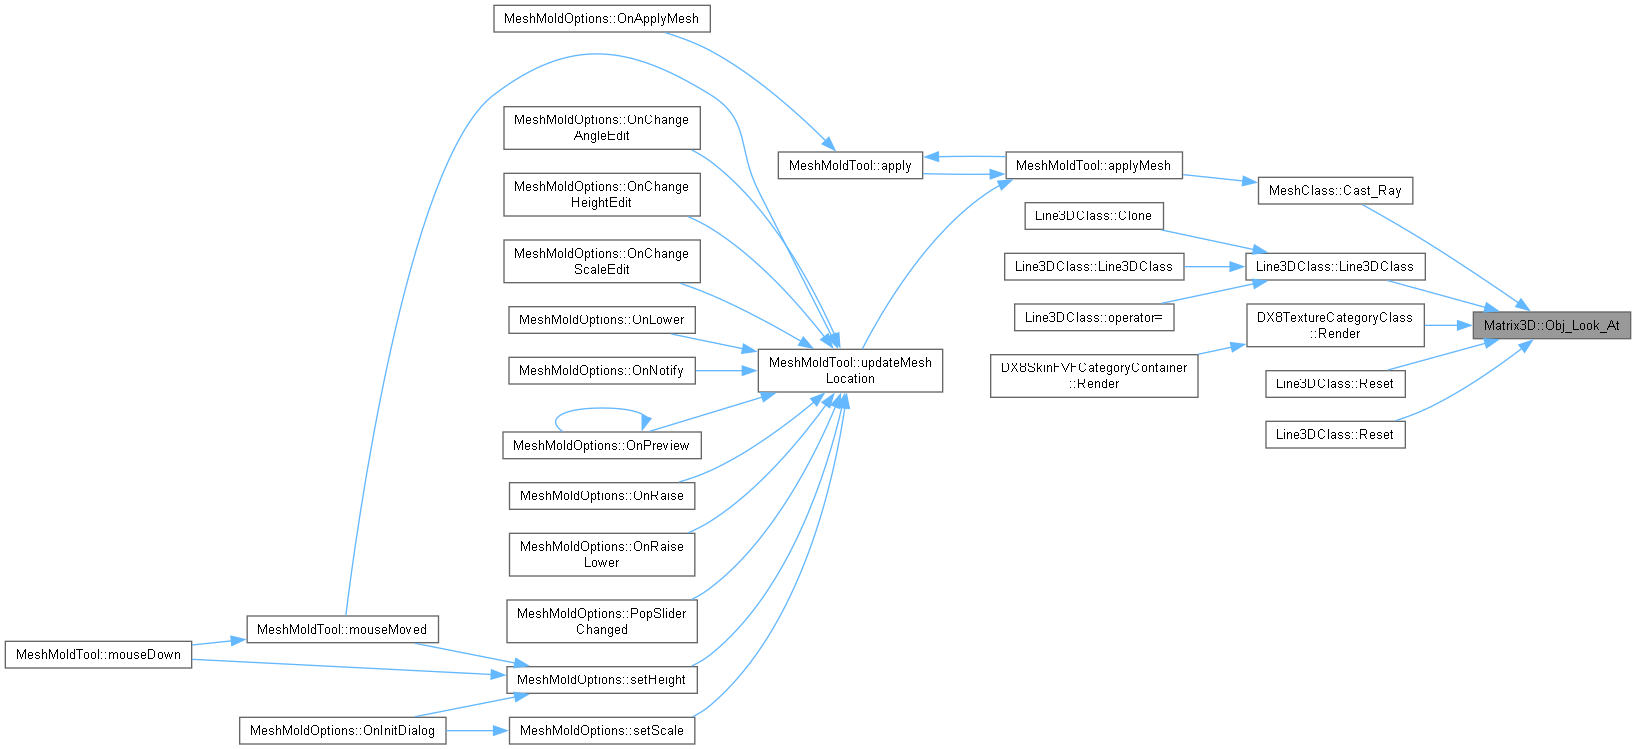 MeshMoldOptions::OnApplyMesh
MeshMoldOptions::OnChange
AngleEdit
MeshMoldTool::apply
MeshMoldTool::applyMesh
MeshMoldOptions::OnChange
HeightEdit
MeshClass::Cast_Ray
Line3DClass::Clone
MeshMoldOptions::OnChange
ScaleEdit
Line3DClass::Line3DClass
Line3DClass::Line3DClass
MeshMoldOptions::OnLower
Line3DClass::operator=
DX8TextureCategoryClass
::Render
Matrix3D::Obj_Look_At
MeshMoldOptions::OnNotify
MeshMoldTool::updateMesh
Location
DX8SkinFVFCategoryContainer
::Render
Line3DClass::Reset
MeshMoldOptions::OnPreview
Line3DClass::Reset
MeshMoldOptions::OnRaise
MeshMoldOptions::OnRaise
Lower
MeshMoldOptions::PopSlider
Changed
MeshMoldTool::mouseMoved
MeshMoldTool::mouseDown
MeshMoldOptions::setHeight
MeshMoldOptions::OnInitDialog
MeshMoldOptions::setScale